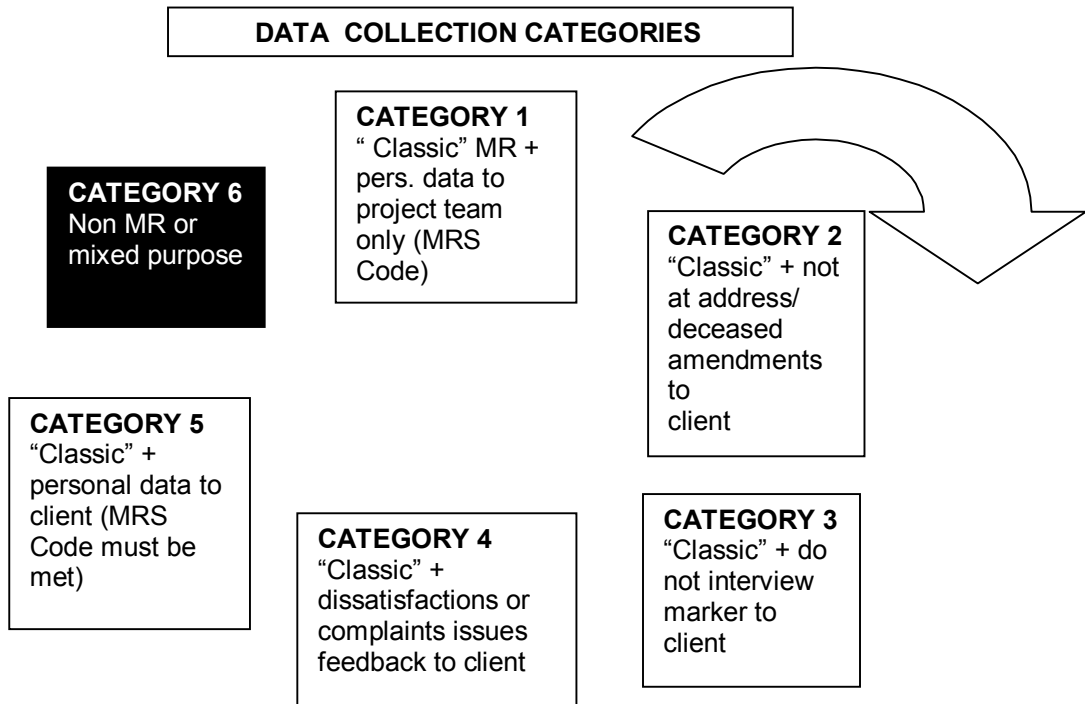 DATA COLLECTION CATEGORIES
CATEGORY 1
“ Classic” MR +
pers. data to
project team
only (MRS
Code)
CATEGORY 2
“Classic” + not
at address/
deceased
amendments
to
client
CATEGORY 3
“Classic” + do
not interview
marker to
client
CATEGORY 4
“Classic” +
dissatisfactions or
complaints issues
feedback to client
CATEGORY 5
“Classic” +
personal data to
client (MRS
Code must be
met)
CATEGORY 6
Non MR or
mixed purpose